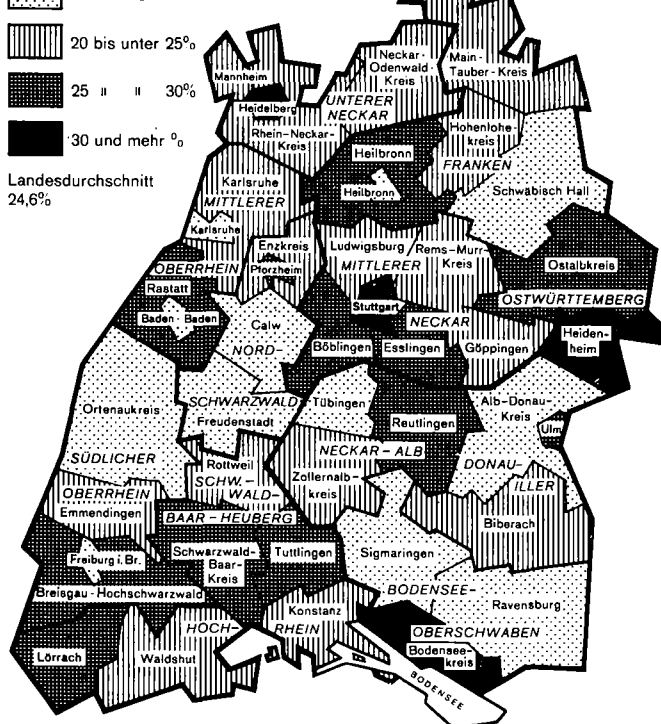 20 bis unter 25%
25 " " 30%
30 und mehr %
Landesdurchschnitt
24,6%
Mannheim
Neckar-
Odenwald-
Kreis
Main-
Tauber-Kreis
Heidelberg
UNTERER
NECKAR
Rhein-Neckar-
Kreis
Hohenlohe-
kreis
FRANKEN
Heilbronn
Heilbronn
Schwäbisch Hall
Karlsruhe
MITTLERER
Karlsruhe
OBERRHEIN
Enzkreis
Pforzheim
Ludwigsburg
MITTLERER
Rems-Murr-
Kreis
Ostalbkreis
OSTWÜRTTEMBERG
Rastatt
Baden-Baden
Stuttgart
NECKAR
Heiden-
heim
Calw
NORD-
Böblingen
Esslingen
Göppingen
Ortenaukreis
SCHWARZWALD
Freudenstadt
Tübingen
Reutlingen
Alb-Donau-
Kreis
Ulm
SÜDLICHER
OBERRHEIN
Emmendingen
Rottweil
SCHW.-
WALD-
BAAR-HEUBERG
NECKAR-ALB
Zollernalb-
kreis
DONAU-
ILLER
Biberach
Freiburg i.Br.
Schwarzwald-
Baar-
Kreis
Tuttlingen
Sigmaringen
Breisgau-Hochschwarzwald
BODENSEE-
Ravensburg
OBERSCHWABEN
Bodensee-
kreis
Lörrach
Waldshut
HOCH-
RHEIN
Konstanz
BODENSEE